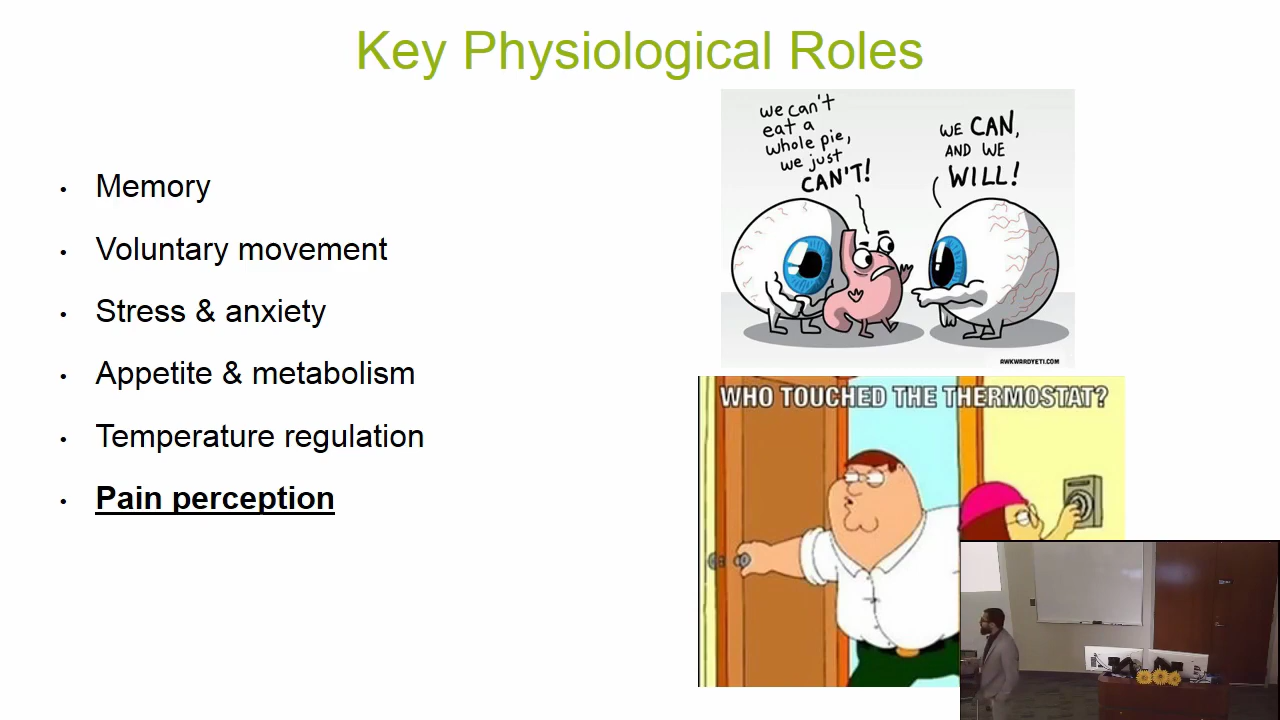 Key Physiological Roles
• Memory
• Voluntary movement
• Stress & anxiety
• Appetite & metabolism
• Temperature regulation
• Pain perception
we can't
eat a
whole pie,
we just
CAN'T!
WE CAN,
AND WE
WILL!
AWKWARDYETI.COM
WHO TOUCHED THE THERMOSTAT?